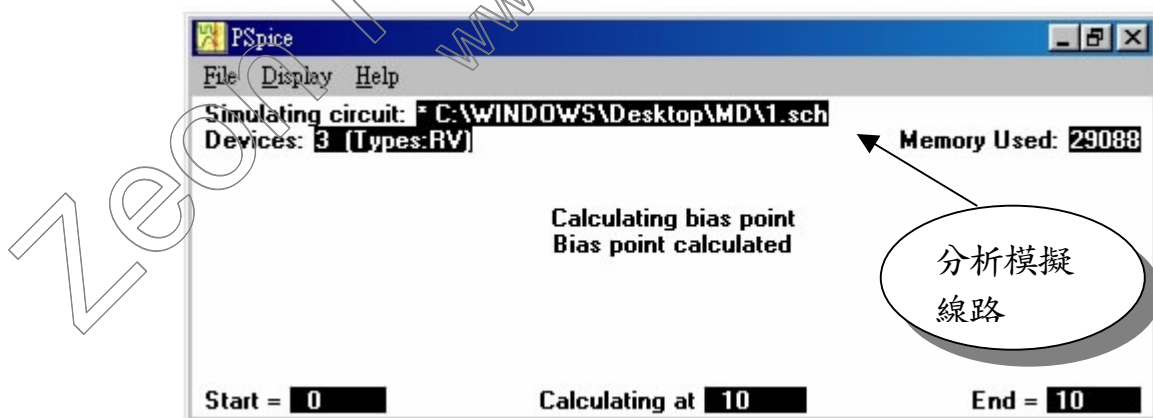 PSpice
File Display Help
Simulating circuit: * C:\WINDOWS\Desktop\MD\1.sch
Devices: 3 (Types:RV)
Memory Used: 29088
Calculating bias point
Bias point calculated
分析模擬
線路
Start = 0
Calculating at 10
End = 10
Zeon